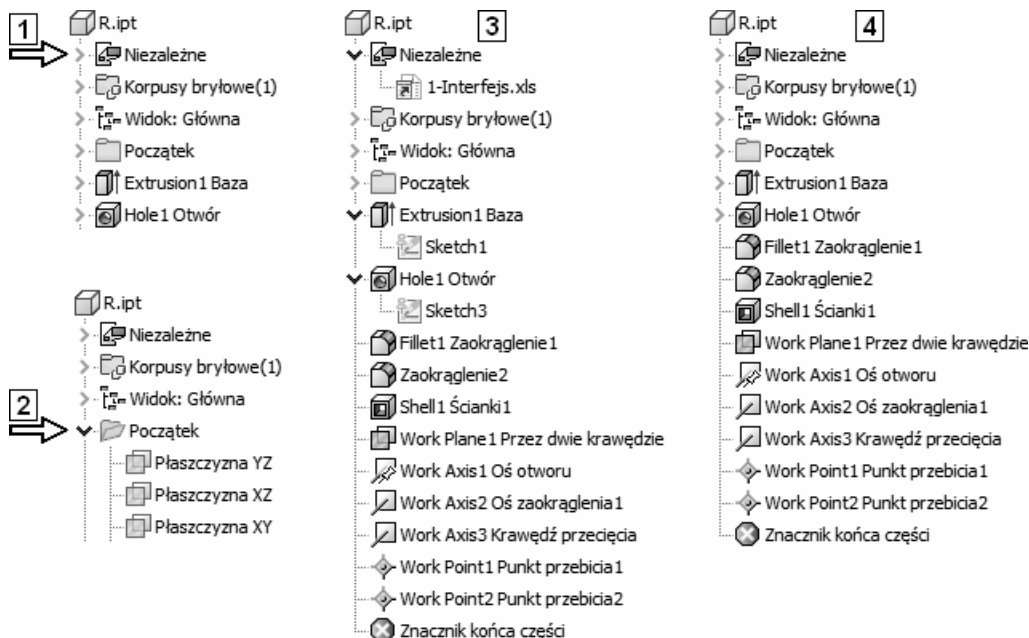 1
R.ipt
Niezależne
Korpusy bryłowe(1)
Widok: Główna
Początek
Extrusion1 Baza
Hole1 Otwór
2
R.ipt
Niezależne
Korpusy bryłowe(1)
Widok: Główna
Początek
Płaszczyzna YZ
Płaszczyzna XZ
Płaszczyzna XY
3
R.ipt
Niezależne
1-Interfejs.xls
Korpusy bryłowe(1)
Widok: Główna
Początek
Extrusion1 Baza
Sketch1
Hole1 Otwór
Sketch3
Fillet1 Zaokrąglenie1
Zaokrąglenie2
Shell1 Ścianki1
Work Plane1 Przez dwie krawędzie
Work Axis1 Oś otworu
Work Axis2 Oś zaokrąglenia1
Work Axis3 Krawędź przecięcia
Work Point1 Punkt przebicia1
Work Point2 Punkt przebicia2
Znacznik końca części
4
R.ipt
Niezależne
Korpusy bryłowe(1)
Widok: Główna
Początek
Extrusion1 Baza
Hole1 Otwór
Fillet1 Zaokrąglenie1
Zaokrąglenie2
Shell1 Ścianki1
Work Plane1 Przez dwie krawędzie
Work Axis1 Oś otworu
Work Axis2 Oś zaokrąglenia1
Work Axis3 Krawędź przecięcia
Work Point1 Punkt przebicia1
Work Point2 Punkt przebicia2
Znacznik końca części